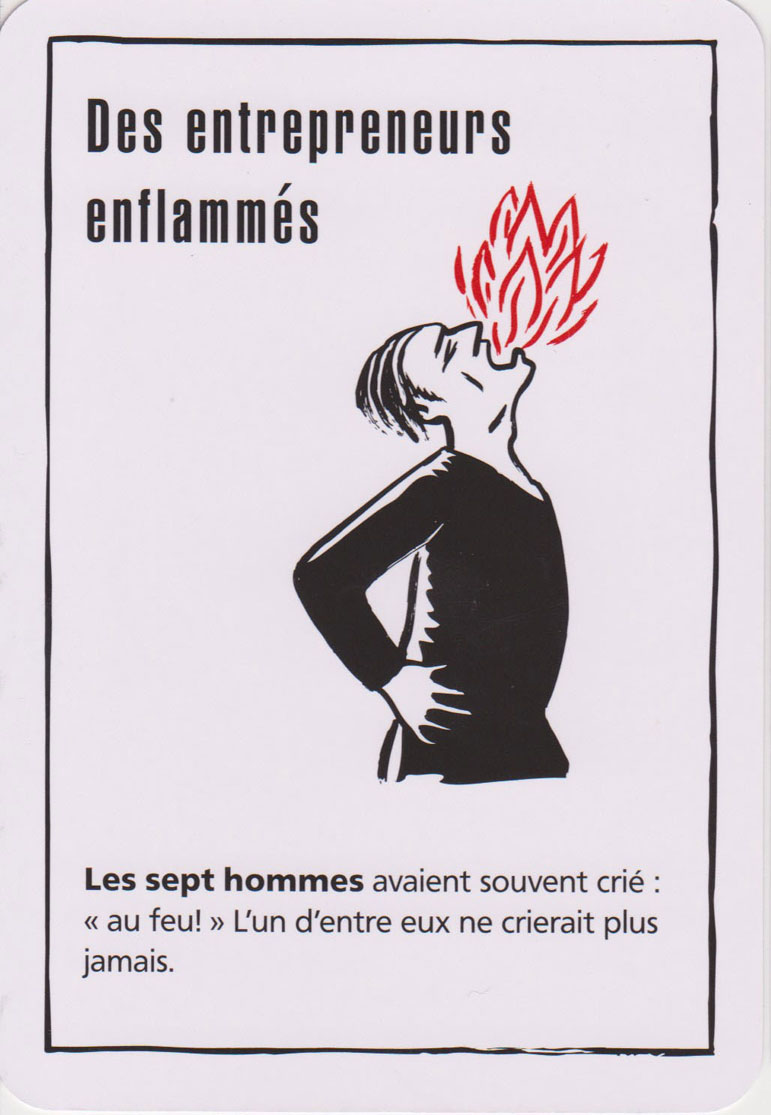 Des entrepreneurs
enflammés
Les sept hommes avaient souvent crié :
« au feu! » L’un d’entre eux ne crierait plus
jamais.